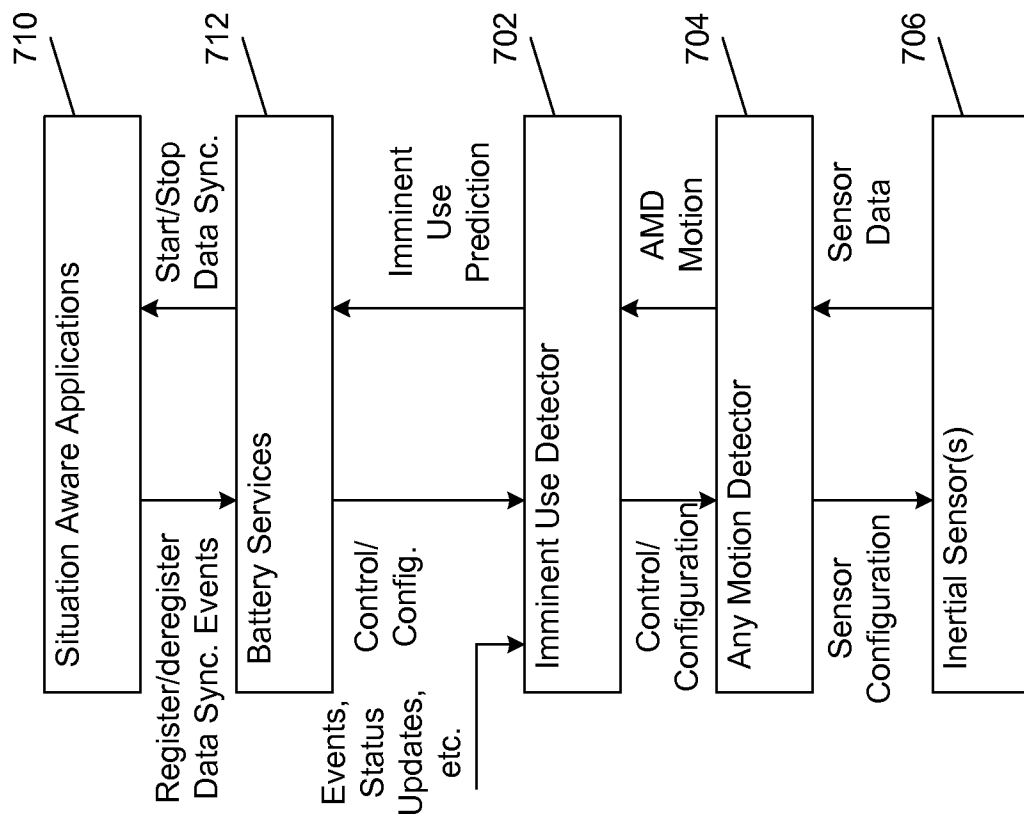 710
Situation Aware Applications
Register/deregister
Data Sync. Events
Start/Stop
Data Sync.
712
Battery Services
Events,
Status
Updates,
etc.
Control/
Config.
Imminent
Use
Prediction
702
Imminent Use Detector
Control/
Configuration
AMD
Motion
704
Any Motion Detector
Sensor
Configuration
Sensor
Data
706
Inertial Sensor(s)